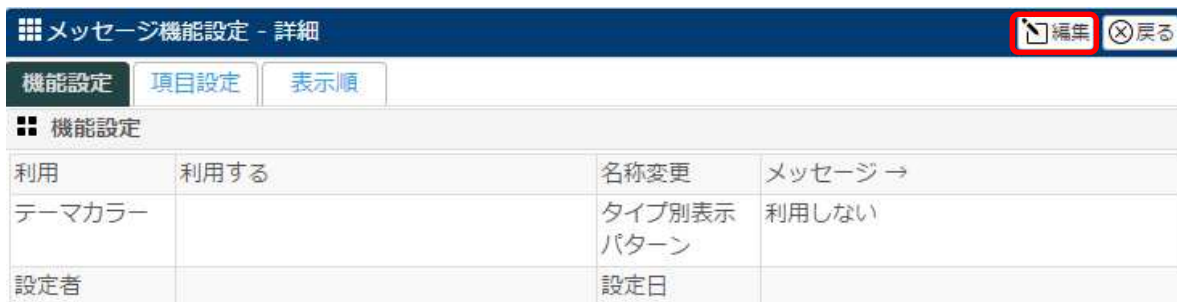 メッセージ機能設定 - 詳細 編集 戻る
機能設定 項目設定 表示順
機能設定
利用 利用する 名称変更 メッセージ →
テーマカラー タイプ別表示 利用しない
パターン
設定者 設定日